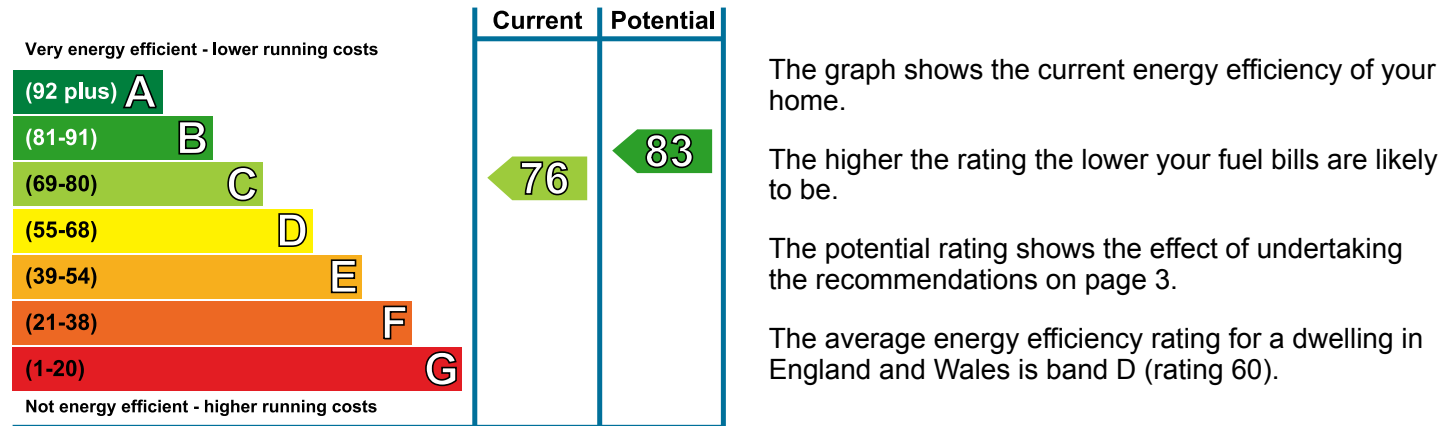 Current Potential
Very energy efficient - lower running costs
(92 plus) A
(81-91) B
(69-80) C
(55-68) D
(39-54) E
(21-38) F
(1-20) G
Not energy efficient - higher running costs
76
83
The graph shows the current energy efficiency of your
home.
The higher the rating the lower your fuel bills are likely
to be.
The potential rating shows the effect of undertaking
the recommendations on page 3.
The average energy efficiency rating for a dwelling in
England and Wales is band D (rating 60).